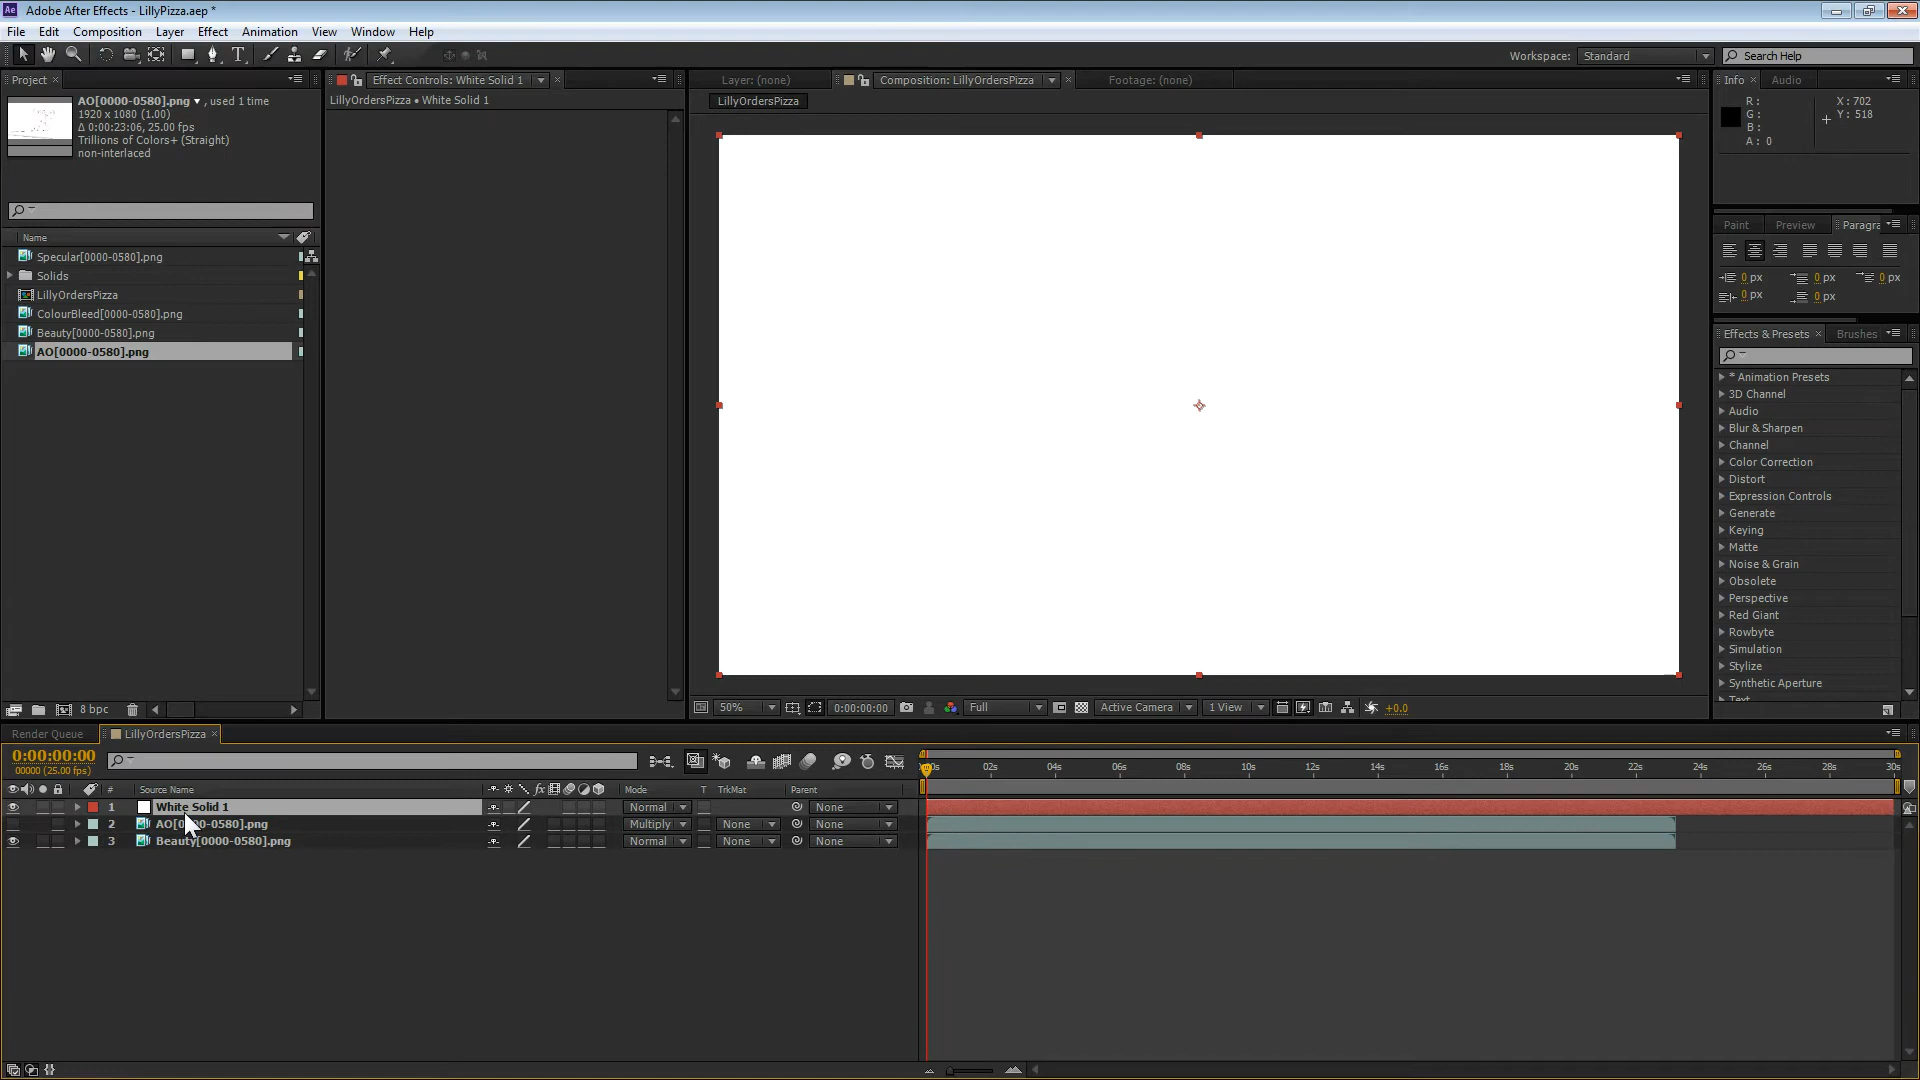 Adobe After Effects - LillyPizza.aep *
File Edit Composition Layer Effect Animation View Window Help
Workspace: Standard Search Help
Project
AO[0000-0580].png , used 1 time
1920 x 1080 (1.00)
Δ 0:00:23:06, 25.00 fps
Trillions of Colors+ (Straight)
non-interlaced
Name
Specular[0000-0580].png
Solids
LillyOrdersPizza
ColourBleed[0000-0580].png
Beauty[0000-0580].png
AO[0000-0580].png
8 bpc
Effect Controls: White Solid 1
LillyOrdersPizza • White Solid 1
Layer: (none) Composition: LillyOrdersPizza Footage: (none)
LillyOrdersPizza
50% 0:00:00:00 Full Active Camera 1 View +0.0
Info Audio
R: X: 702
G: Y: 518
B:
A: 0
Paint Preview Paragra
0 px 0 px 0 px
0 px 0 px
Effects & Presets Brushes
* Animation Presets
3D Channel
Audio
Blur & Sharpen
Channel
Color Correction
Distort
Expression Controls
Generate
Keying
Matte
Noise & Grain
Obsolete
Perspective
Red Giant
Rowbyte
Simulation
Stylize
Synthetic Aperture
Text
Render Queue LillyOrdersPizza
0:00:00:00
00000 (25.00 fps)
02s 04s 06s 08s 10s 12s 14s 16s 18s 20s 22s 24s 26s 28s 30s
# Source Name Mode T TrkMat Parent
1 White Solid 1 Normal None
2 AO[0000-0580].png Multiply None None
3 Beauty[0000-0580].png Normal None None